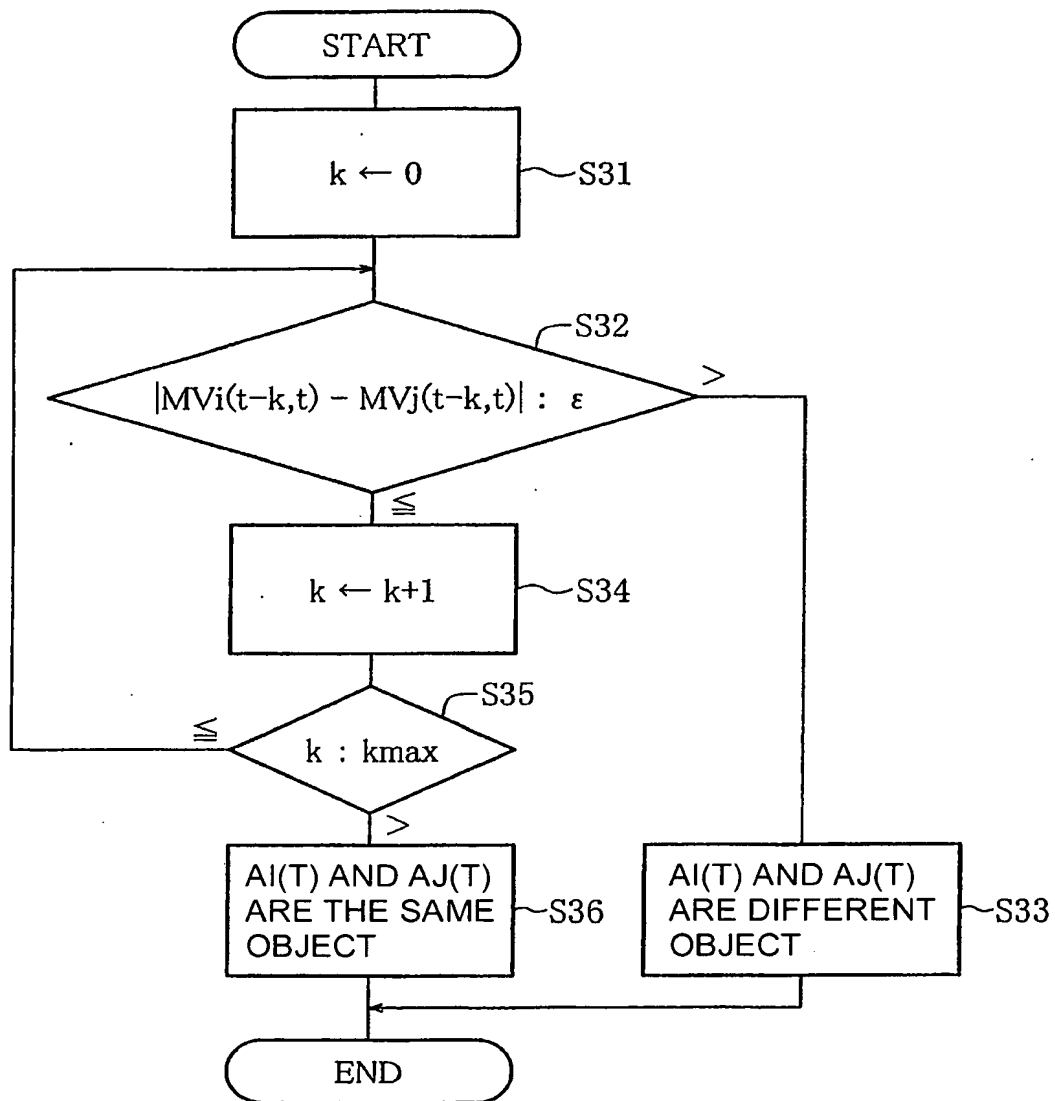 START
k ← 0
S31
S32
|MVi(t-k,t) - MVj(t-k,t)| : ε
>
≦
k ← k+1
S34
S35
≦
k : kmax
>
AI(T) AND AJ(T)
ARE THE SAME
OBJECT
S36
AI(T) AND AJ(T)
ARE DIFFERENT
OBJECT
S33
END